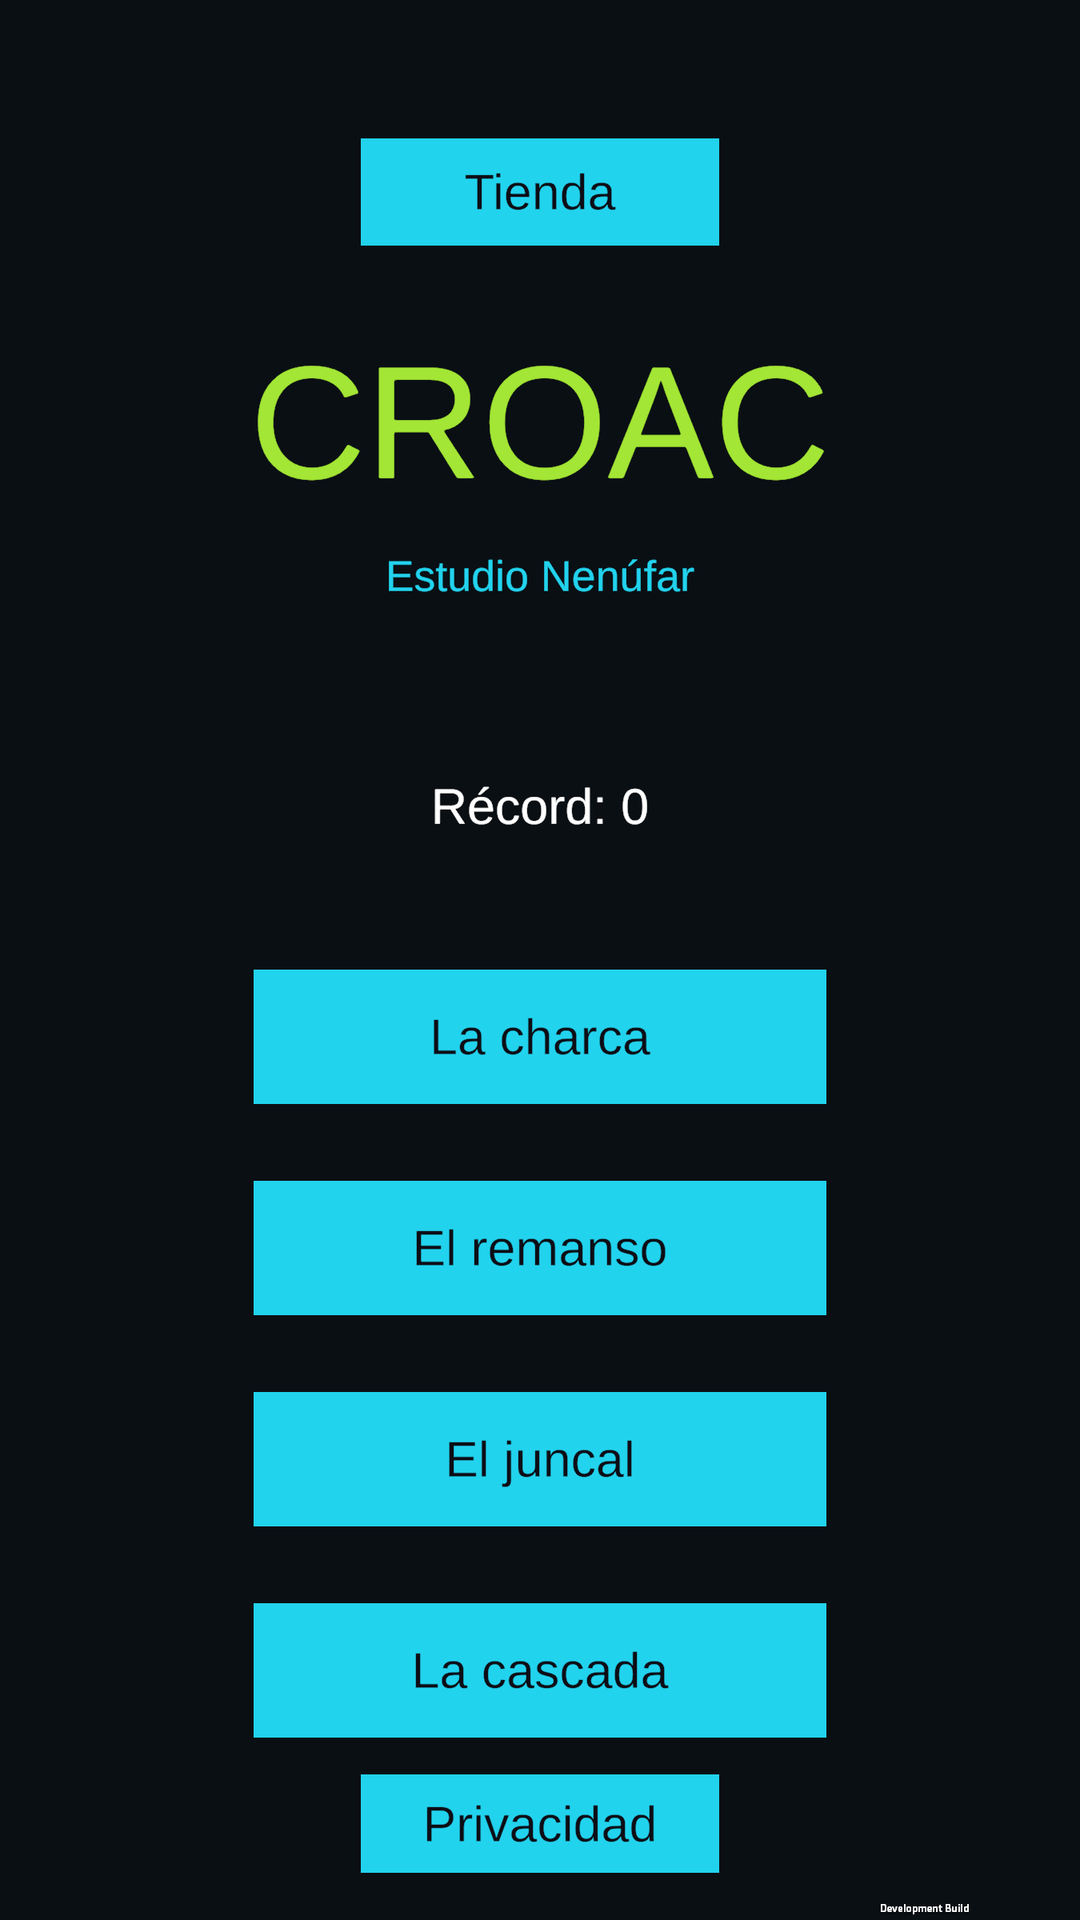 Tienda
CROAC
Estudio Nenúfar
Récord: 0
La charca
El remanso
El juncal
La cascada
Privacidad
Development Build